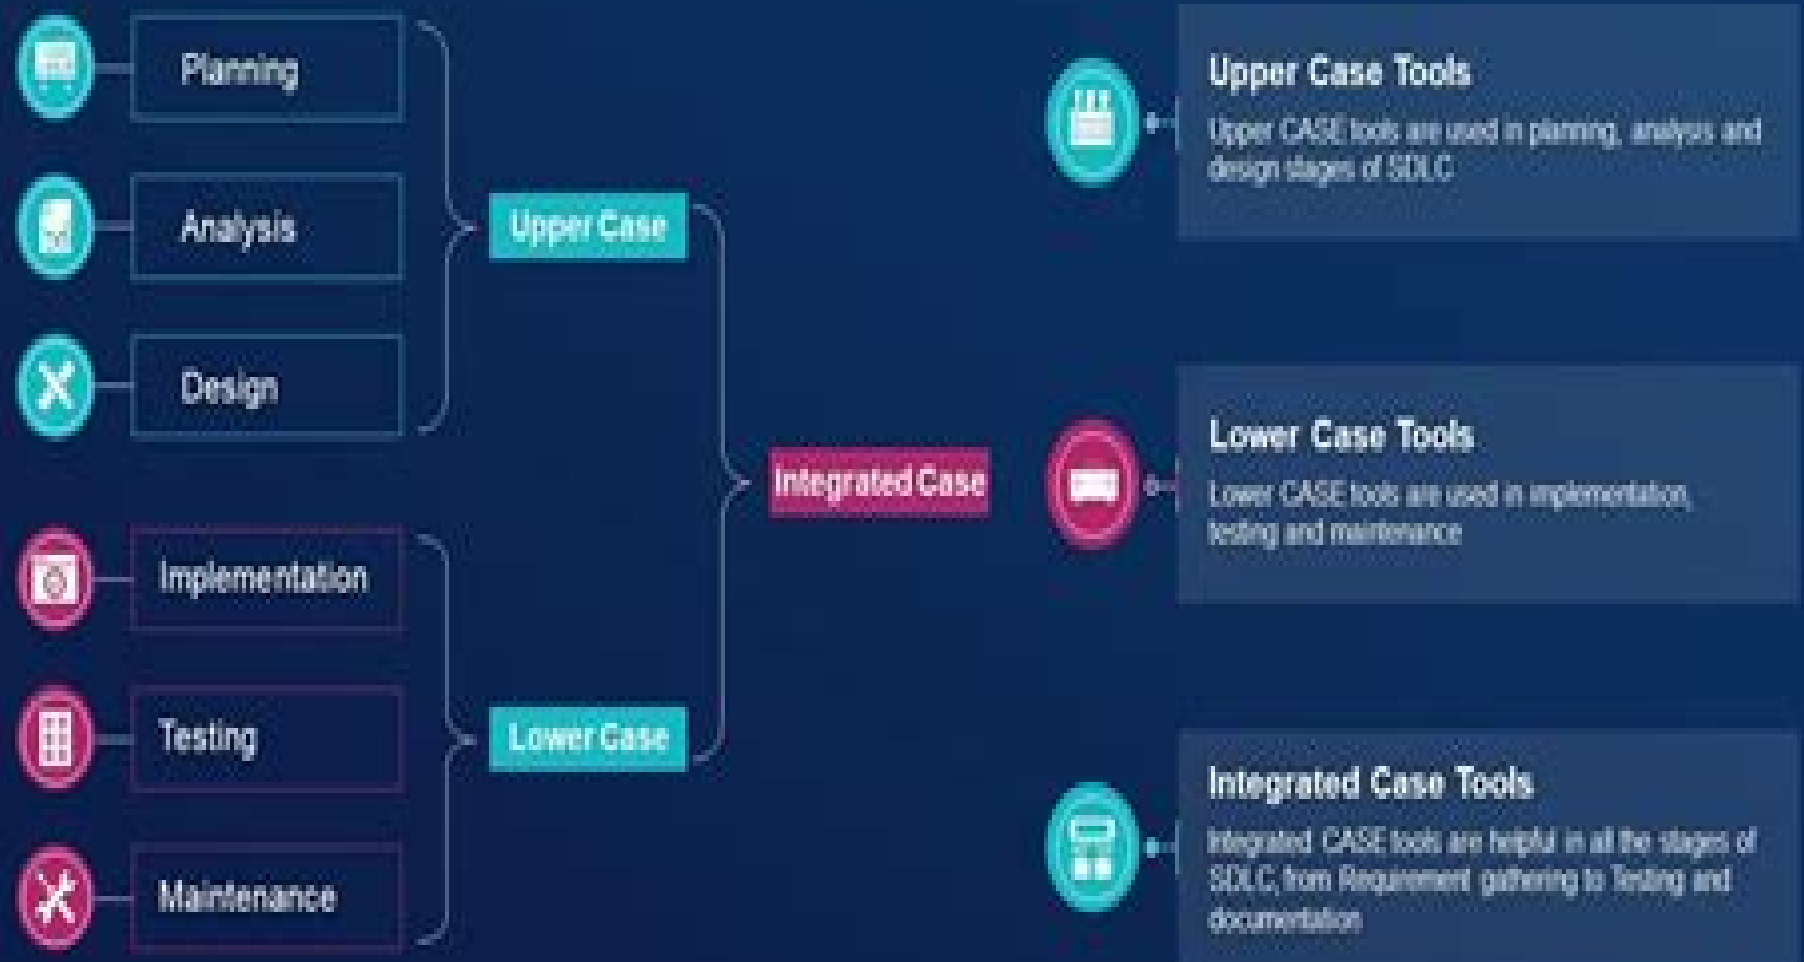 Planning
Analysis
Design
Implementation
Testing
Maintenance
Upper Case
Lower Case
Integrated Case
Upper Case Tools
Upper CASE tools are used in planning, analysis and
design stages of SDLC
Lower Case Tools
Lower CASE tools are used in implementation,
testing and maintenance
Integrated Case Tools
Integrated CASE tools are helpful in all the stages of
SDLC, from Requirement gathering to Testing and
documentation